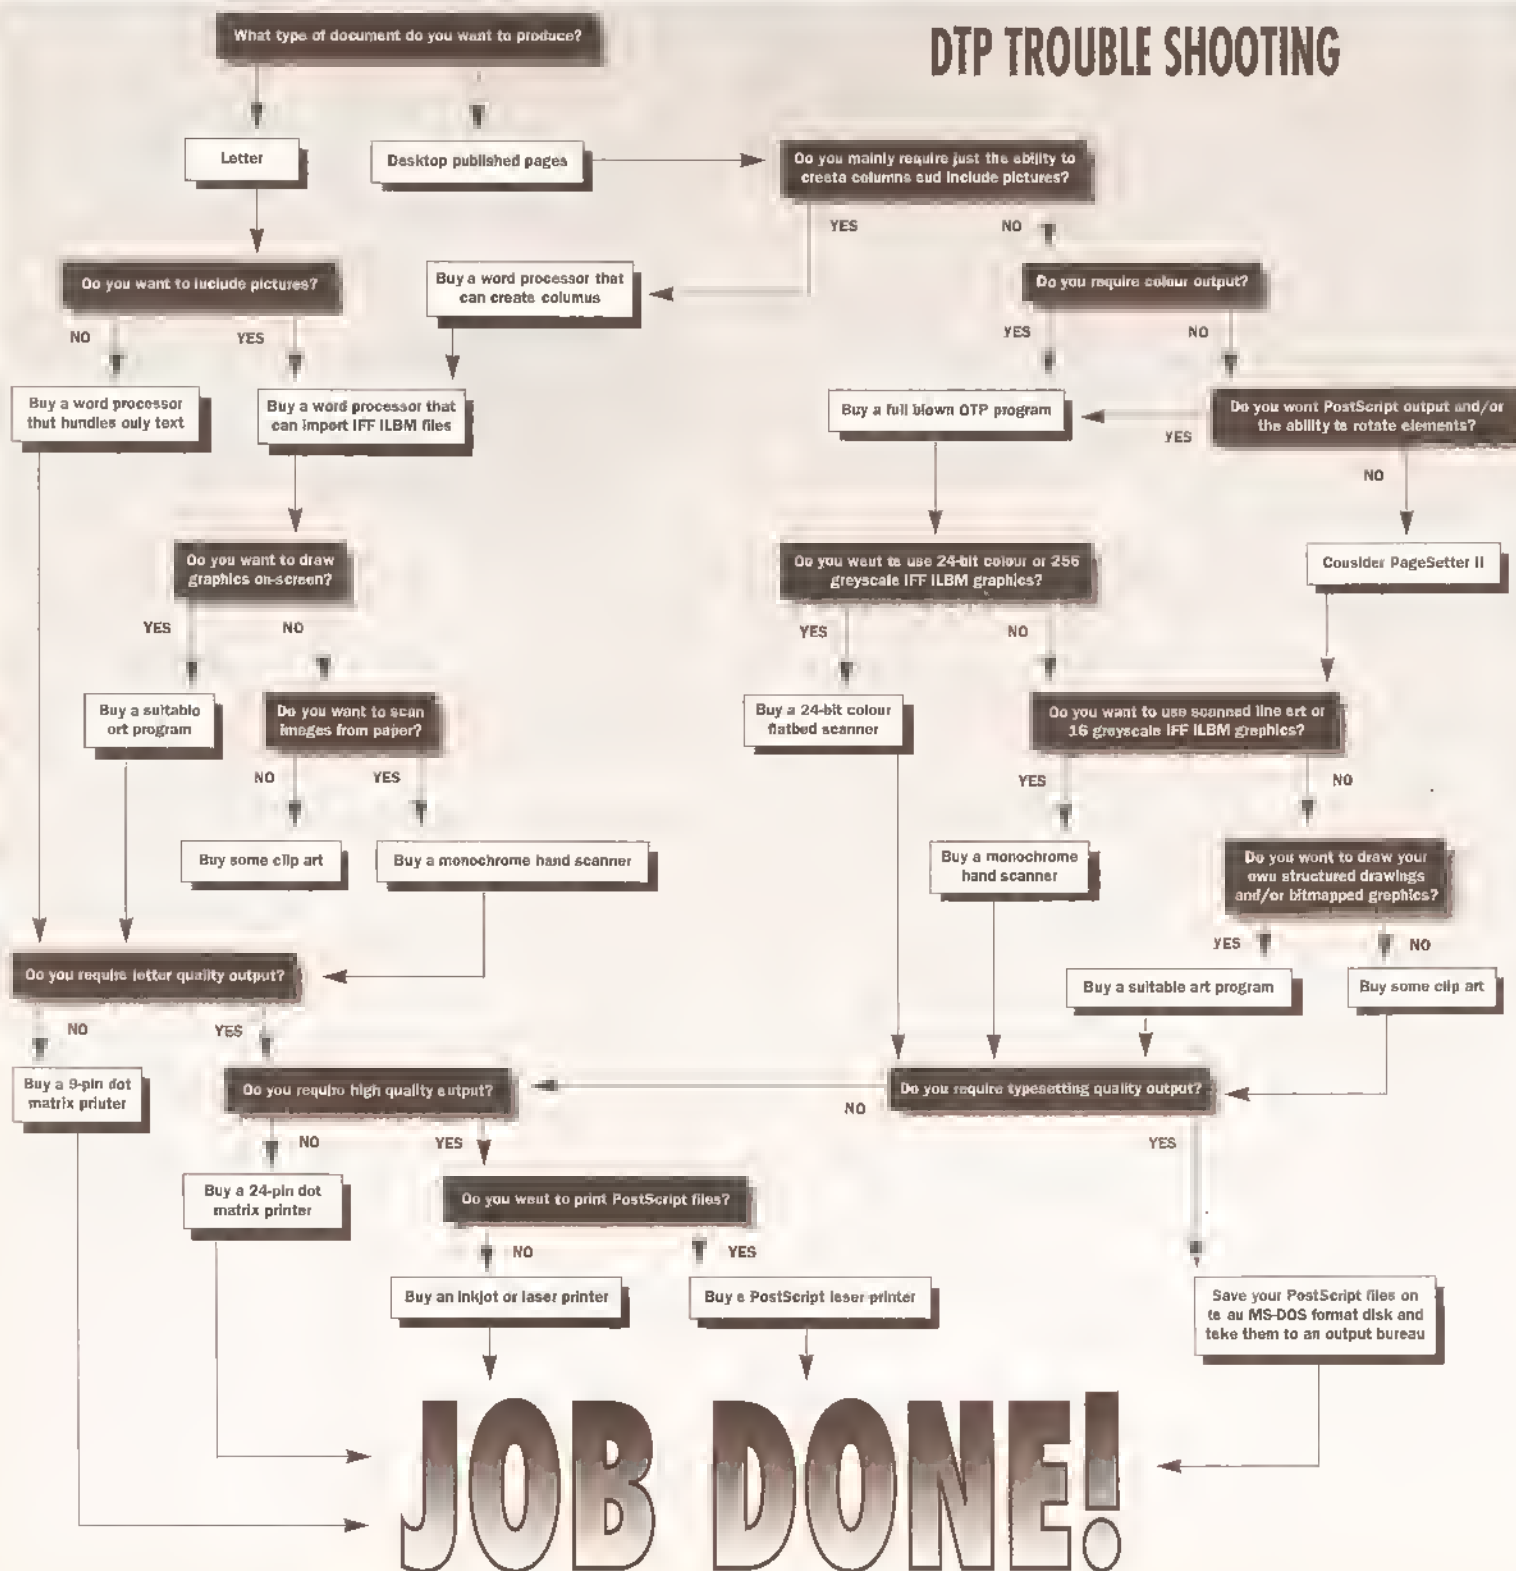 DTP TROUBLE SHOOTING
What type of document do you want to produce?
Letter
Desktop published pages
Do you mainly require just the ability to
create columns and include pictures?
YES
NO
Do you want to include pictures?
Buy a word processor that
can create columns
Do you require colour output?
NO
YES
YES
NO
Buy a word processor
that handles only text
Buy a word processor that
can import IFF ILBM files
Buy a full blown DTP program
Do you want PostScript output and/or
the ability to rotate elements?
YES
NO
Do you want to draw
graphics on-screen?
Do you want to use 24-bit colour or 256
greyscale IFF ILBM graphics?
Consider PageSetter II
YES
NO
YES
NO
Buy a suitable
art program
Do you want to scan
images from paper?
Buy a 24-bit colour
flatbed scanner
Do you want to use scanned line art or
16 greyscale IFF ILBM graphics?
NO
YES
YES
NO
Buy some clip art
Buy a monochrome hand scanner
Buy a monochrome
hand scanner
Do you want to draw your
own structured drawings
and/or bitmapped graphics?
YES
NO
Do you require letter quality output?
Buy a suitable art program
Buy some clip art
NO
YES
Buy a 9-pin dot
matrix printer
Do you require high quality output?
Do you require typesetting quality output?
NO
NO
YES
YES
Buy a 24-pin dot
matrix printer
Do you want to print PostScript files?
NO
YES
Buy an inkjet or laser printer
Buy a PostScript laser printer
Save your PostScript files on
to an MS-DOS format disk and
take them to an output bureau
JOB DONE!